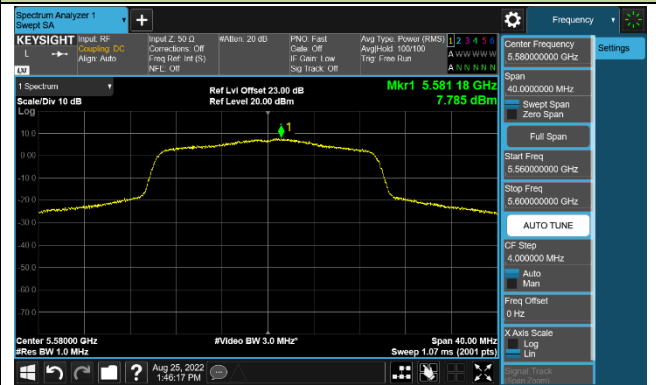 Spectrum Analyzer 1
Swept SA
+
Frequency
KEYSIGHT
Input: RF
Coupling: DC
Align: Auto
Input Z: 50 Ω
Corrections: Off
Freq Ref: Int (S)
NFE: Off
#Atten: 20 dB
PNO: Fast
Gate: Off
IF Gain: Low
Sig Track: Off
Avg Type: Power (RMS)
Avg|Hold: 100/100
Trig: Free Run
1 2 3 4 5 6
A W W W W W
A N N N N N
L
LXI
1 Spectrum
Scale/Div 10 dB
Log
Ref Lvl Offset 23.00 dB
Ref Level 20.00 dBm
Mkr1 5.581 18 GHz
7.785 dBm
1
10.0
0.00
-10.0
-20.0
-30.0
-40.0
-50.0
-60.0
-70.0
Center 5.58000 GHz
#Res BW 1.0 MHz
#Video BW 3.0 MHz*
Span 40.00 MHz
Sweep 1.07 ms (2001 pts)
Aug 25, 2022
1:46:17 PM
?
Center Frequency
5.580000000 GHz
Span
40.0000000 MHz
Swept Span
Zero Span
Full Span
Start Freq
5.560000000 GHz
Stop Freq
5.600000000 GHz
AUTO TUNE
CF Step
4.000000 MHz
Auto
Man
Freq Offset
0 Hz
X Axis Scale
Log
Lin
Signal Track
(Span Zoom)
Settings